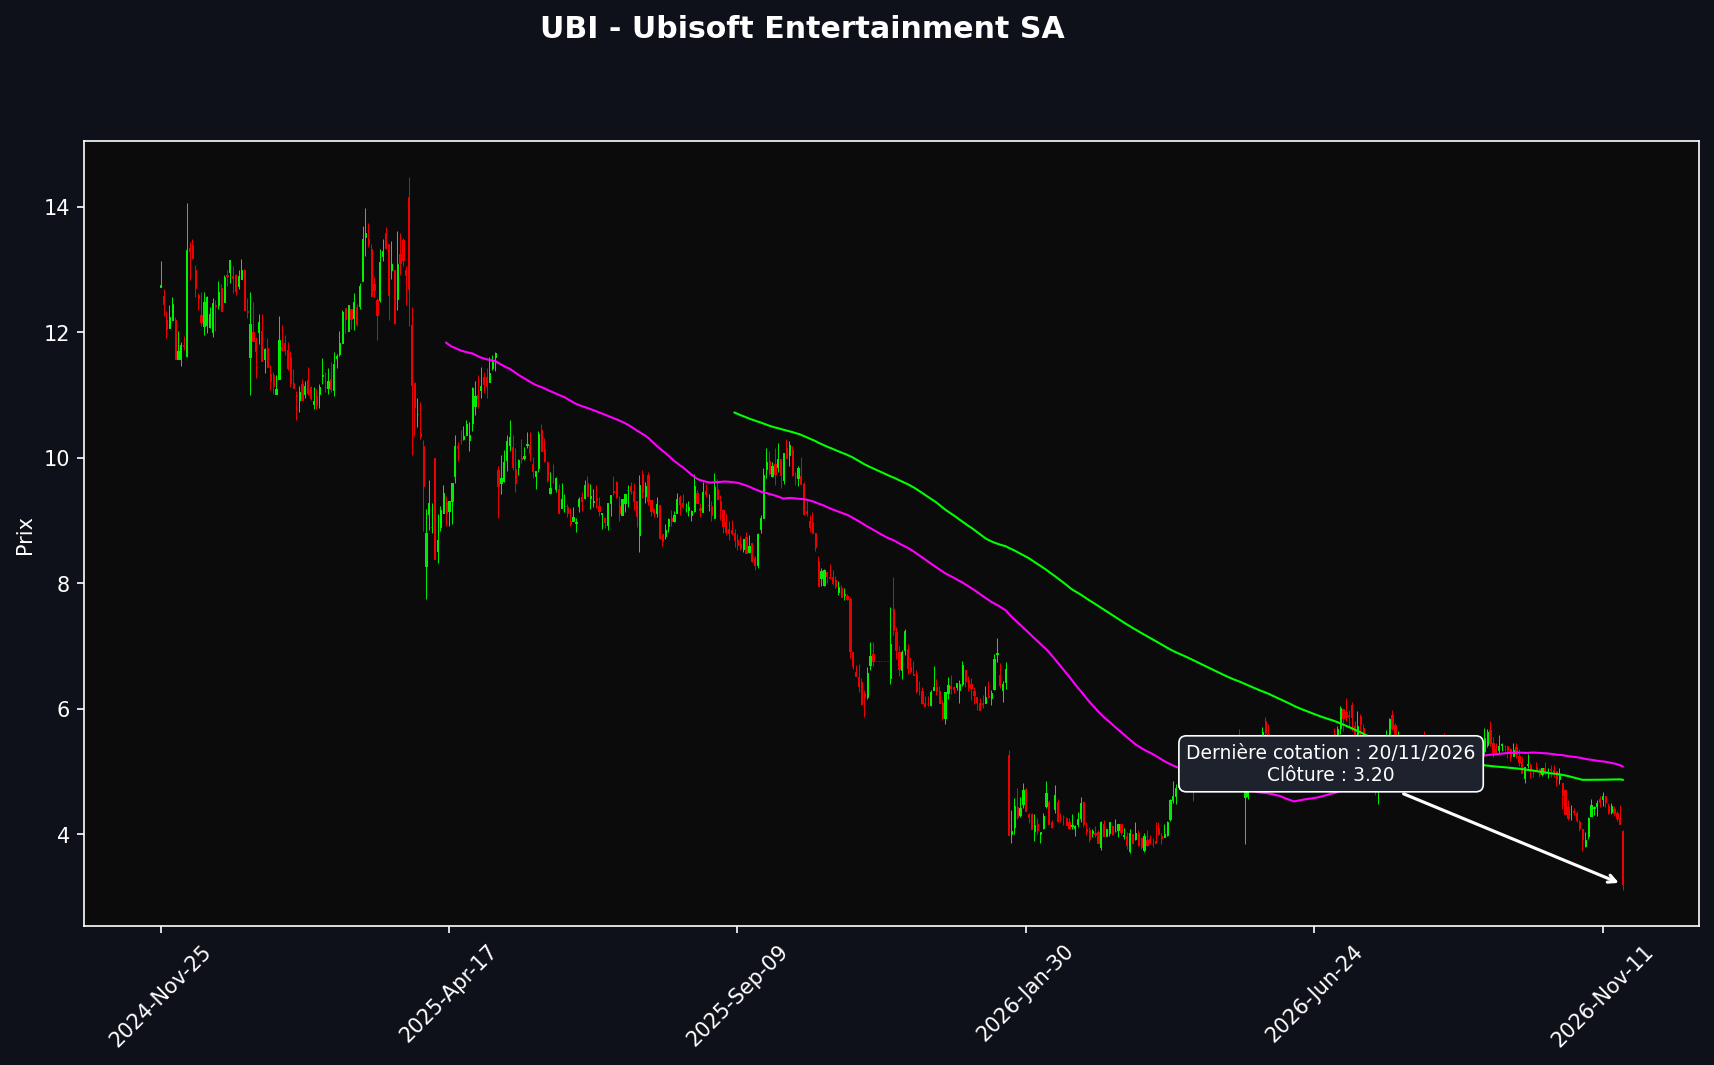 UBI - Ubisoft Entertainment SA
Prix
14
12
10
8
6
4
Dernière cotation : 20/11/2026
Clôture : 3.20
2024-Nov-25
2025-Apr-17
2025-Sep-09
2026-Jan-30
2026-Jun-24
2026-Nov-11